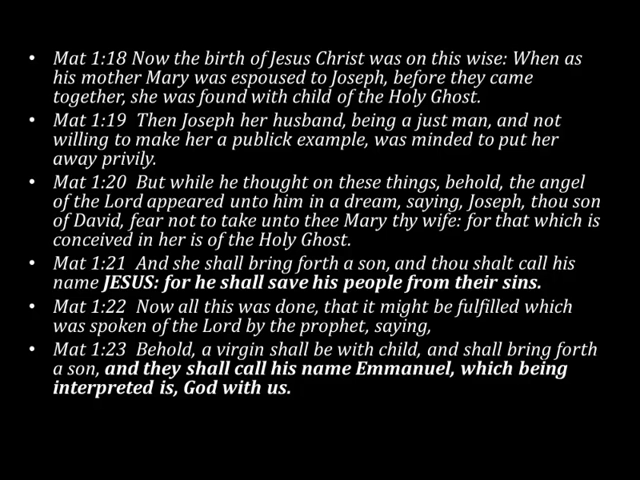 • Mat 1:18 Now the birth of Jesus Christ was on this wise: When as
his mother Mary was espoused to Joseph, before they came
together, she was found with child of the Holy Ghost.
• Mat 1:19 Then Joseph her husband, being a just man, and not
willing to make her a publick example, was minded to put her
away privily.
• Mat 1:20 But while he thought on these things, behold, the angel
of the Lord appeared unto him in a dream, saying, Joseph, thou son
of David, fear not to take unto thee Mary thy wife: for that which is
conceived in her is of the Holy Ghost.
• Mat 1:21 And she shall bring forth a son, and thou shalt call his
name JESUS: for he shall save his people from their sins.
• Mat 1:22 Now all this was done, that it might be fulfilled which
was spoken of the Lord by the prophet, saying,
• Mat 1:23 Behold, a virgin shall be with child, and shall bring forth
a son, and they shall call his name Emmanuel, which being
interpreted is, God with us.